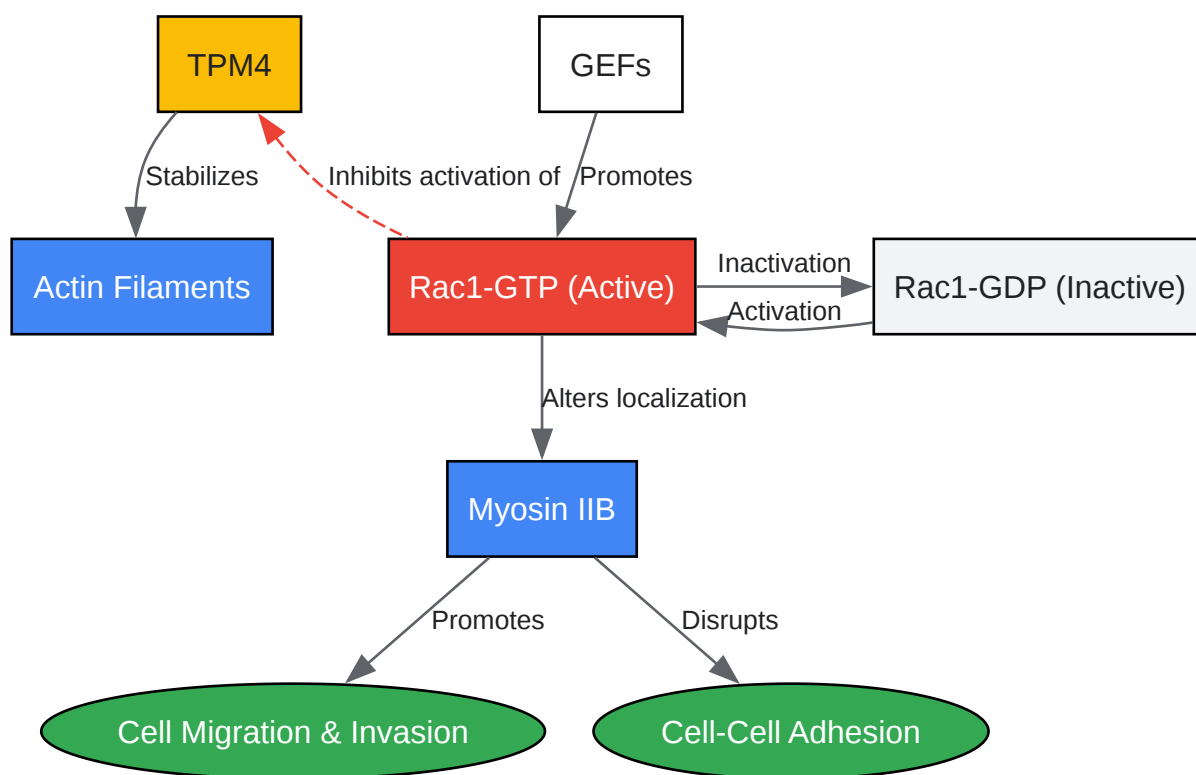 TPM4
GEFs
Stabilizes
Inhibits activation of
Promotes
Actin Filaments
Rac1-GTP (Active)
Inactivation
Activation
Rac1-GDP (Inactive)
Alters localization
Myosin IIB
Promotes
Disrupts
Cell Migration & Invasion
Cell-Cell Adhesion